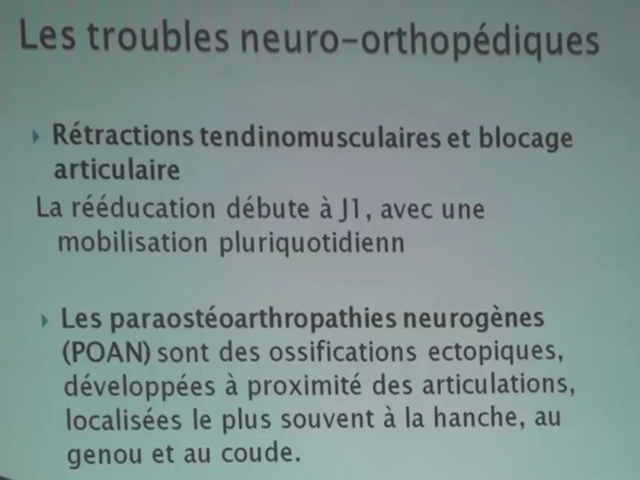 Les troubles neuro-orthopédiques
Rétractions tendinomusculaires et blocage
articulaire
La rééducation débute à J1, avec une
mobilisation pluriquotidienn
Les paraostéoarthropathies neurogènes
(POAN) sont des ossifications ectopiques,
développées à proximité des articulations,
localisées le plus souvent à la hanche, au
genou et au coude.